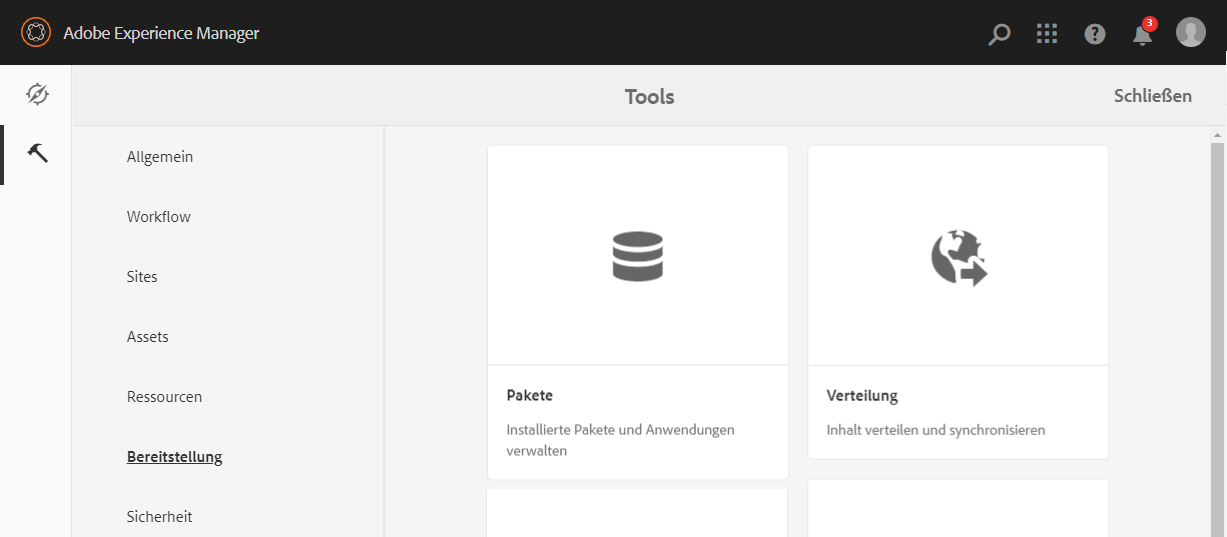 Adobe Experience Manager
3
Tools
Schließen
Allgemein
Workflow
Sites
Assets
Ressourcen
Bereitstellung
Sicherheit
Pakete
Installierte Pakete und Anwendungen
verwalten
Verteilung
Inhalt verteilen und synchronisieren